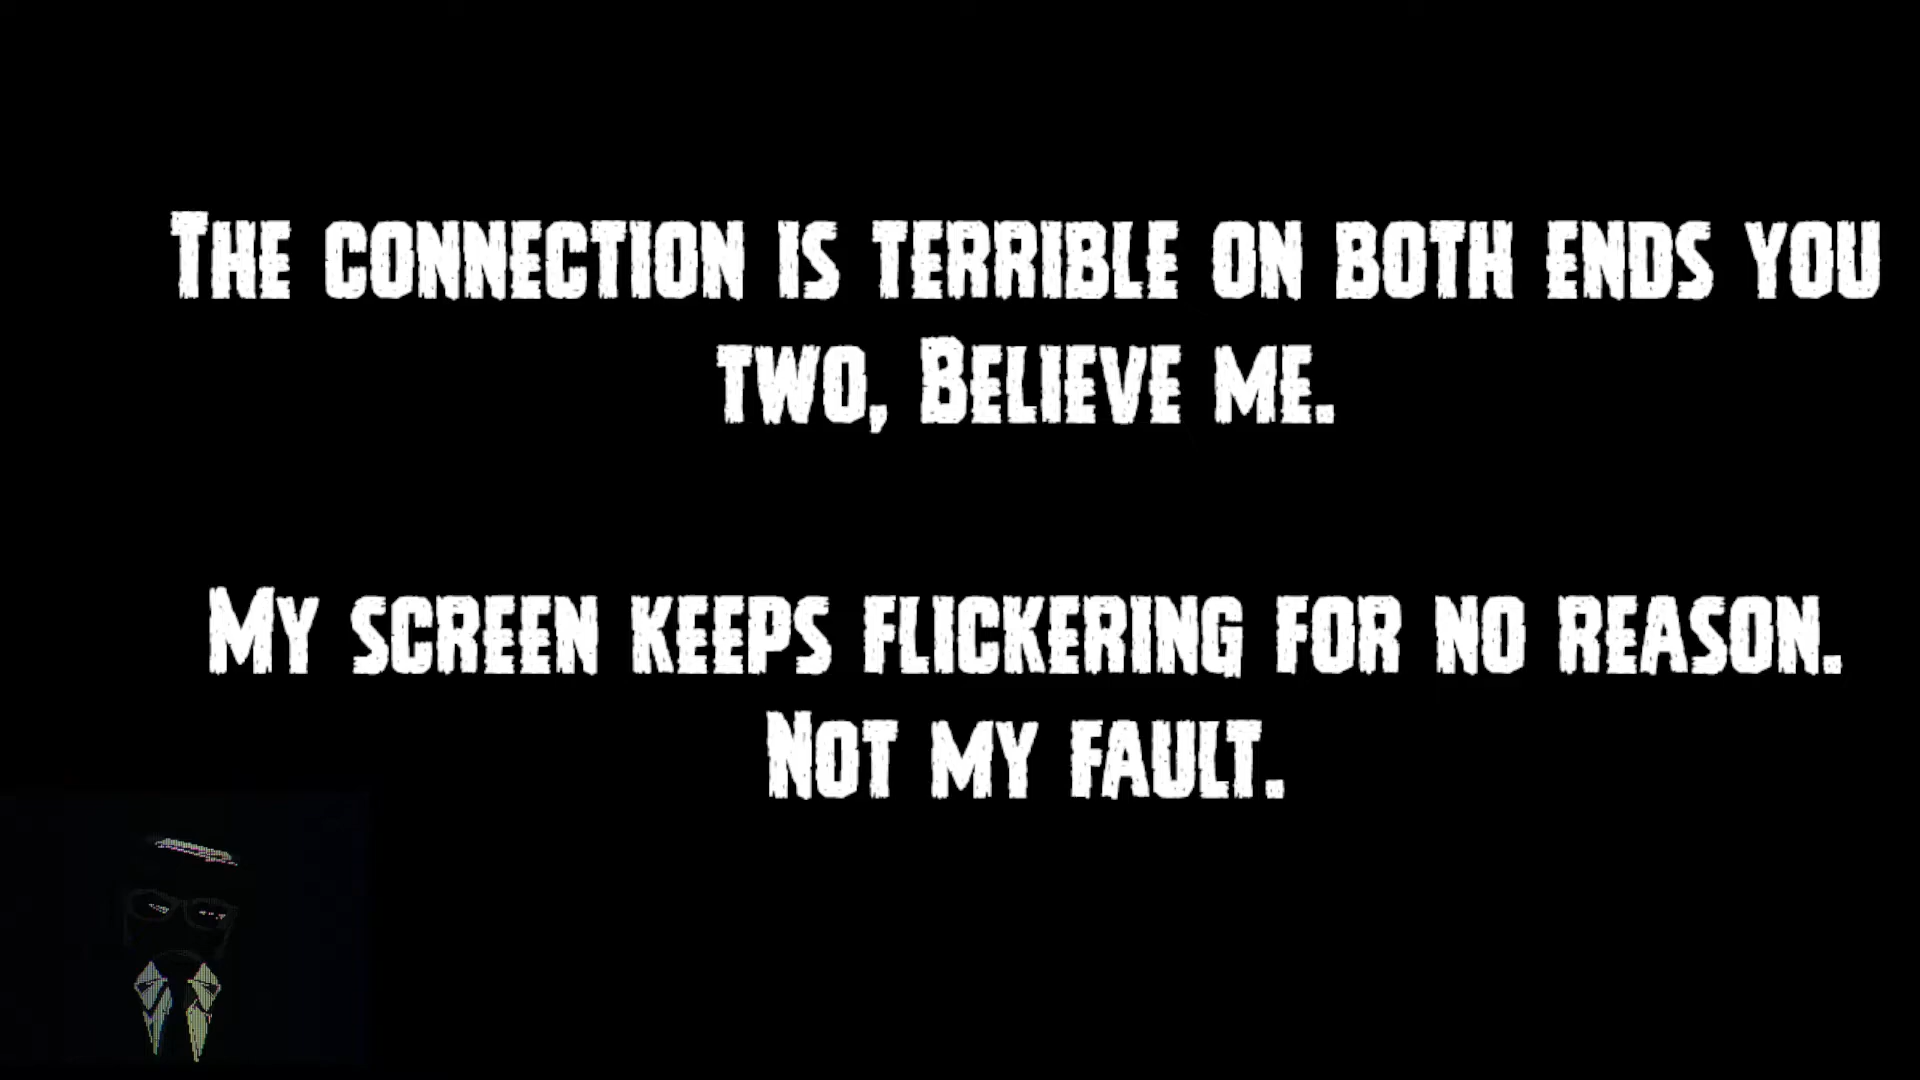 The connection is terrible on both ends you
two, Believe me.
My screen keeps flickering for no reason.
Not my fault.